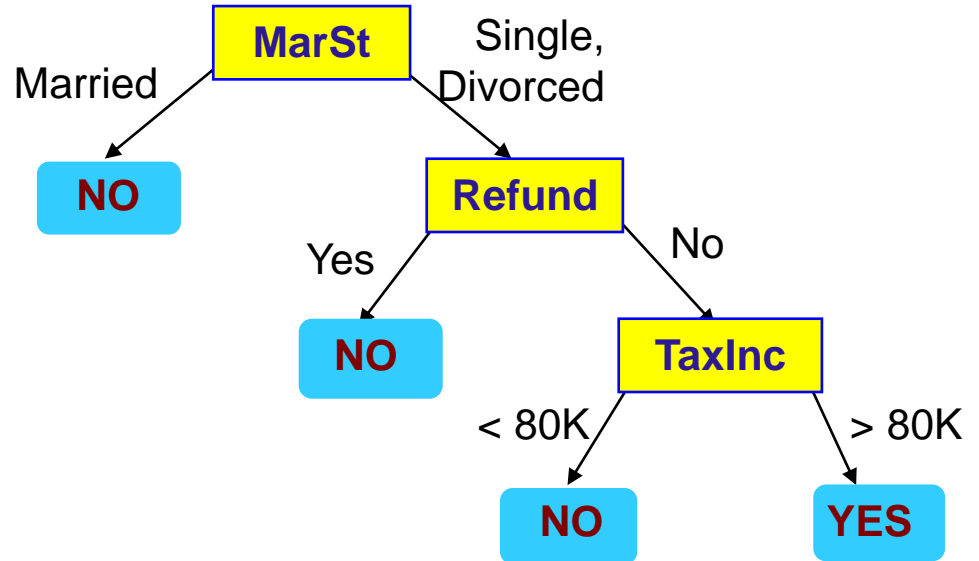 MarSt
Single,
Divorced
Married
NO
Refund
Yes
No
NO
TaxInc
< 80K
> 80K
NO
YES